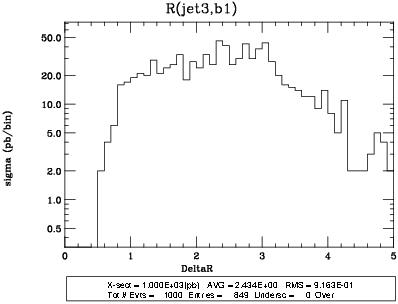 R(jet3,b1)
sigma (pb/bin)
50.0
20.0
10.0
5.0
2.0
1.0
0.5
0 1 2 3 4 5
DeltaR
X-sect = 1.000E+03(pb) AVG = 2.434E+00 RMS = 9.163E-01
Tot # Evts = 1000 Entries = 849 Undersc = 0 Over